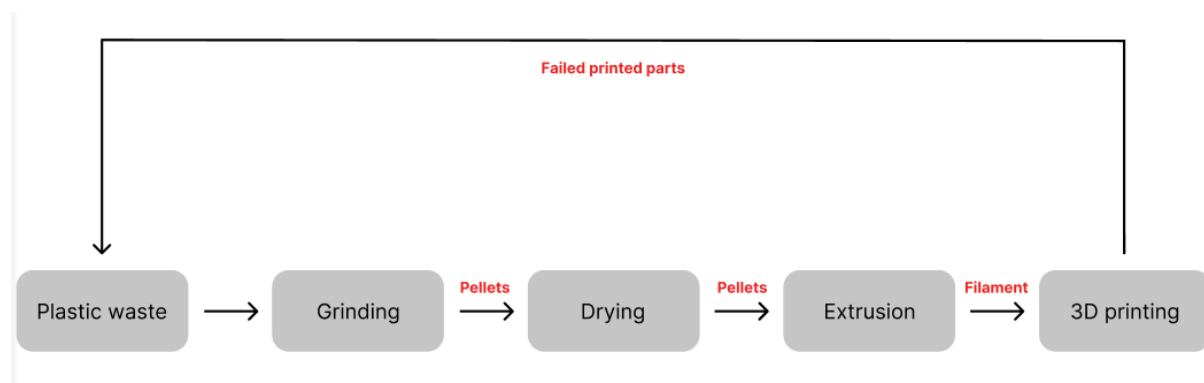 Failed printed parts
Plastic waste
Grinding
Pellets
Drying
Pellets
Extrusion
Filament
3D printing